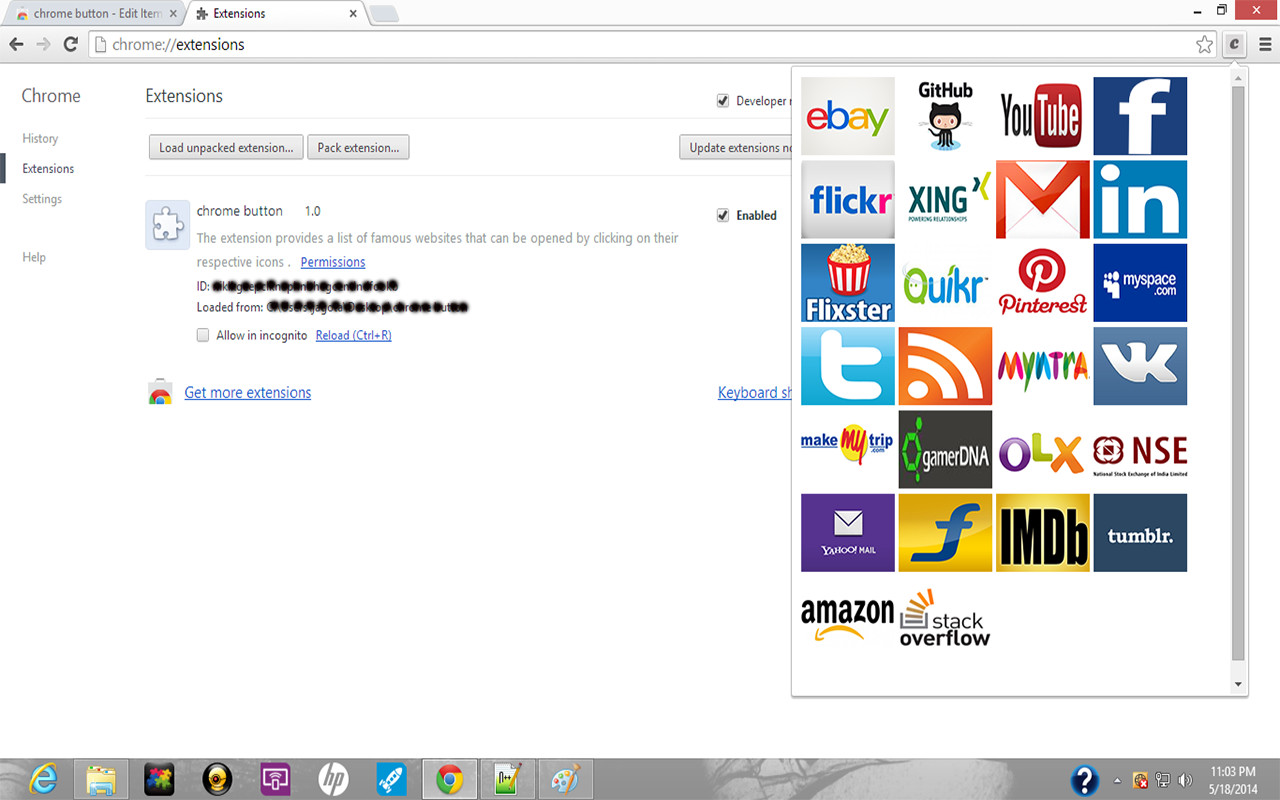 chrome button - Edit Item
Extensions
chrome://extensions
Chrome
History
Extensions
Settings
Help
Extensions
Developer
Load unpacked extension...
Pack extension...
Update extensions no
chrome button 1.0
Enabled
The extension provides a list of famous websites that can be opened by clicking on their
respective icons . Permissions
ID:
Loaded from:
Allow in incognito Reload (Ctrl+R)
Get more extensions
Keyboard sh
c
ebay
GitHub
YouTube
f
flickr
XING
POWERING RELATIONSHIPS
M
in
Flixster
Quikr
Pinterest
myspace
.com
t
Myntra
VK
make my trip
.com
gamerDNA
OLX
NSE
National Stock Exchange of India Limited
YAHOO! MAIL
f
IMDb
tumblr.
amazon
stack
overflow
hp
?
11:03 PM
5/18/2014